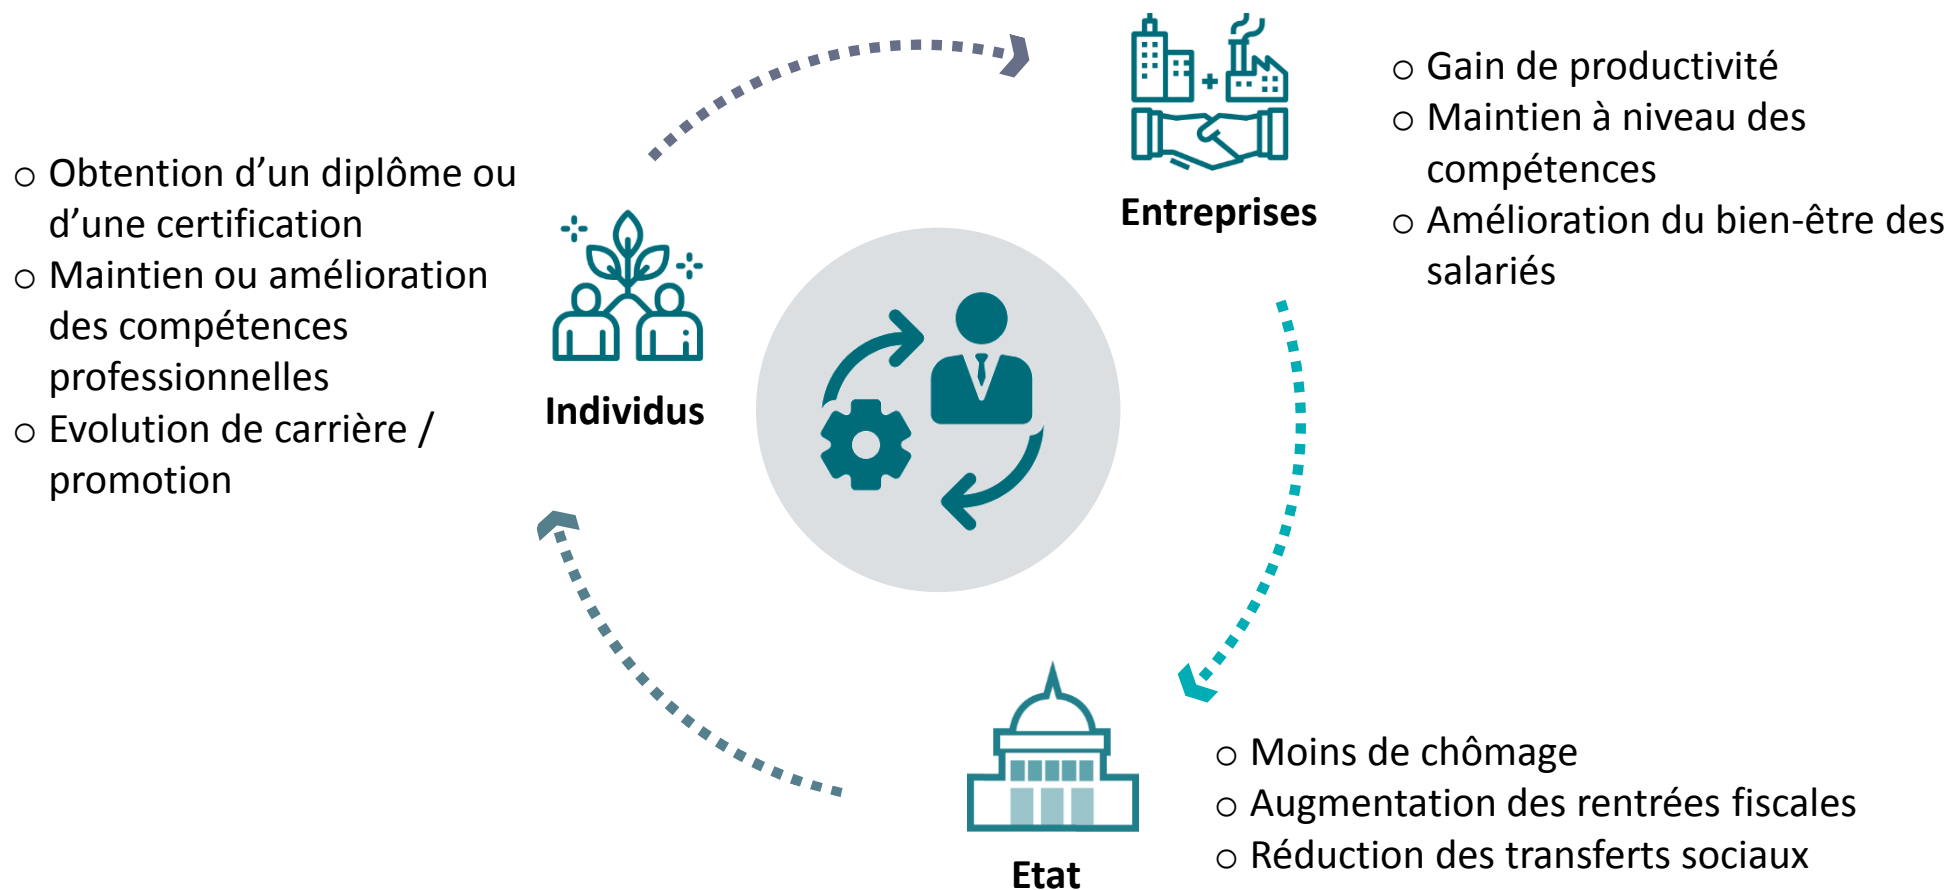 o Obtention d’un diplôme ou
d’une certification
o Maintien ou amélioration
des compétences
professionnelles
o Evolution de carrière /
promotion
Individus
Entreprises
o Gain de productivité
o Maintien à niveau des
compétences
o Amélioration du bien-être des
salariés
Etat
o Moins de chômage
o Augmentation des rentrées fiscales
o Réduction des transferts sociaux